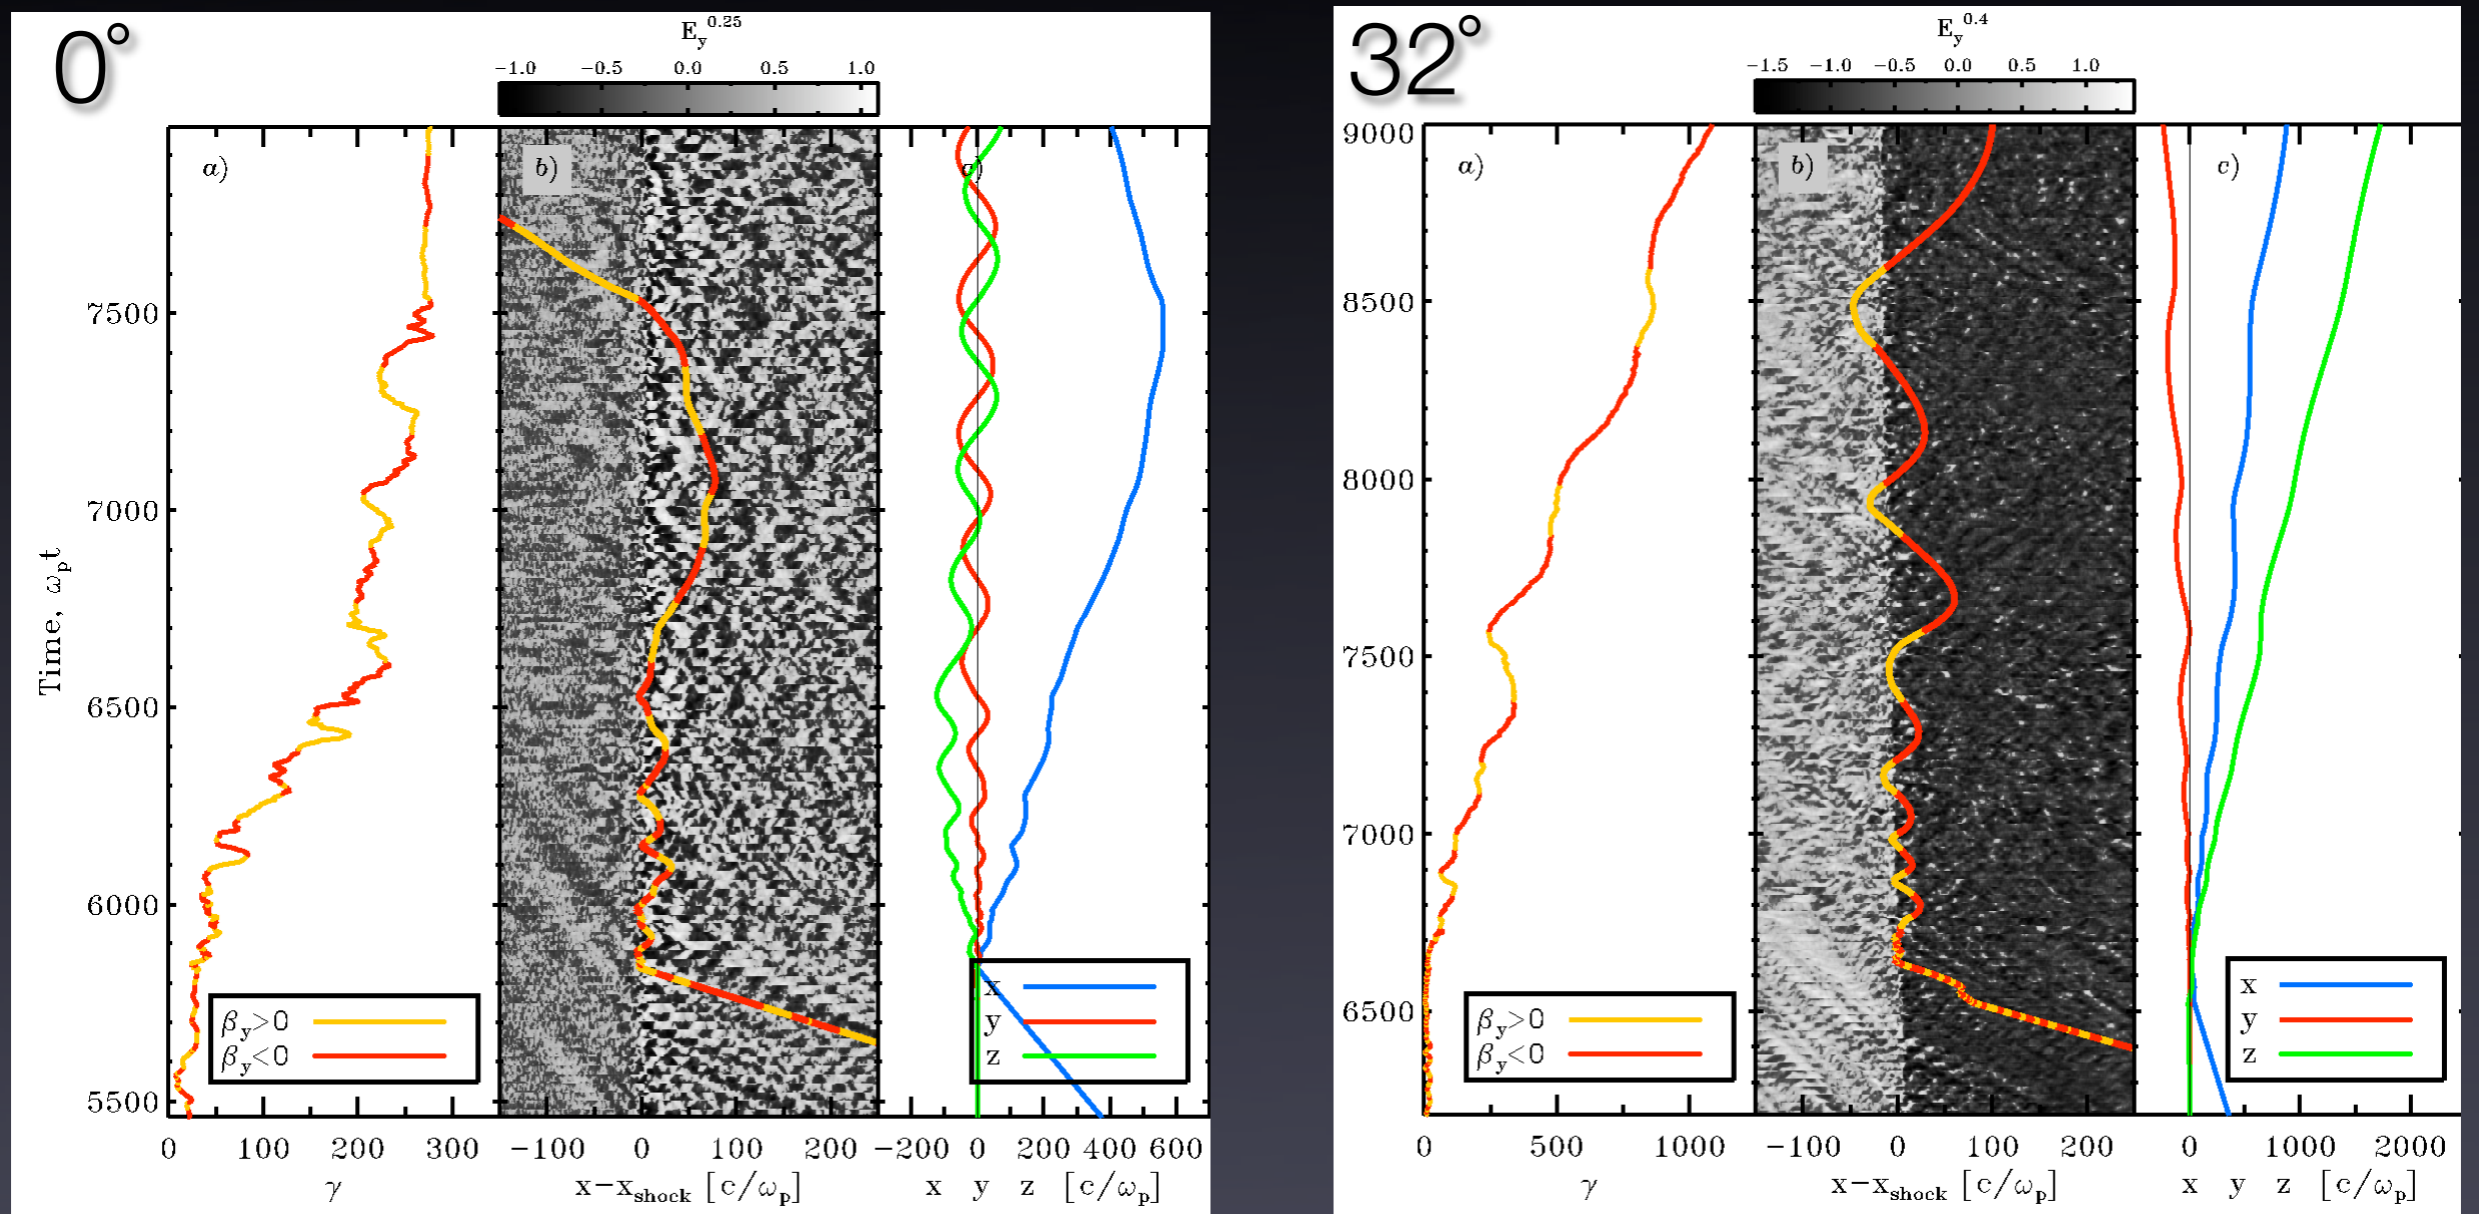 0°
E_y^0.25
−1.0 −0.5 0.0 0.5 1.0
a)
b)
c)
7500
7000
6500
6000
5500
Time, ω_p t
β_y>0
β_y<0
x
y
z
0 100 200 300
−100 0 100 200
−200 0 200 400 600
γ
x−x_shock [c/ω_p]
x y z [c/ω_p]
32°
E_y^0.4
−1.5 −1.0 −0.5 0.0 0.5 1.0
a)
b)
c)
9000
8500
8000
7500
7000
6500
β_y>0
β_y<0
x
y
z
0 500 1000
−100 0 100 200
0 1000 2000
γ
x−x_shock [c/ω_p]
x y z [c/ω_p]